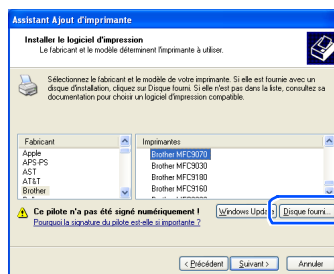 Assistant Ajout d'imprimante
Installer le logiciel d'impression
Le fabricant et le modèle déterminent l'imprimante à utiliser.
Sélectionnez le fabricant et le modèle de votre imprimante. Si elle est fournie avec un
disque d'installation, cliquez sur Disque fourni. Si elle n'est pas dans la liste, consultez sa
documentation pour choisir un logiciel d'impression compatible.
Fabricant
Apple
APS-PS
AST
AT&T
Brother
Imprimantes
Brother MFC9070
Brother MFC9030
Brother MFC9180
Brother MFC9160
Ce pilote n'a pas été signé numériquement !
Pourquoi la signature du pilote est-elle si importante ?
Windows Update
Disque fourni...
< Précédent
Suivant >
Annuler